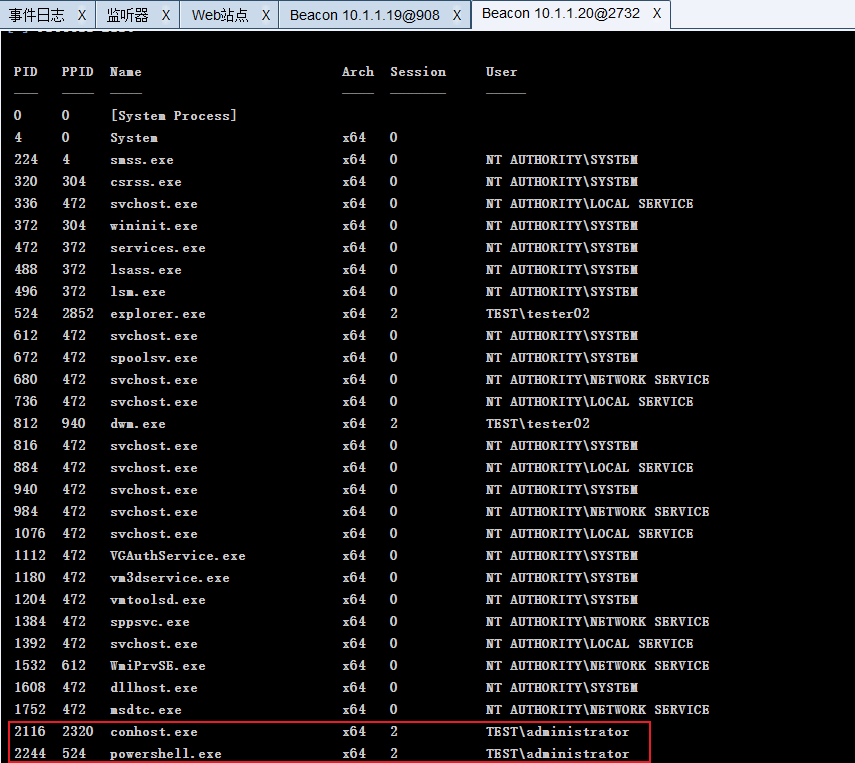 事件日志 X 监听器 X Web站点 X Beacon 10.1.1.19@908 X Beacon 10.1.1.20@2732 X
PID PPID Name Arch Session User
0 0 [System Process]
4 0 System x64 0
224 4 smss.exe x64 0 NT AUTHORITY\SYSTEM
320 304 csrss.exe x64 0 NT AUTHORITY\SYSTEM
336 472 svchost.exe x64 0 NT AUTHORITY\LOCAL SERVICE
372 304 wininit.exe x64 0 NT AUTHORITY\SYSTEM
472 372 services.exe x64 0 NT AUTHORITY\SYSTEM
488 372 lsass.exe x64 0 NT AUTHORITY\SYSTEM
496 372 lsm.exe x64 0 NT AUTHORITY\SYSTEM
524 2852 explorer.exe x64 2 TEST\tester02
612 472 svchost.exe x64 0 NT AUTHORITY\SYSTEM
672 472 spoolsv.exe x64 0 NT AUTHORITY\SYSTEM
680 472 svchost.exe x64 0 NT AUTHORITY\NETWORK SERVICE
736 472 svchost.exe x64 0 NT AUTHORITY\LOCAL SERVICE
812 940 dwm.exe x64 2 TEST\tester02
816 472 svchost.exe x64 0 NT AUTHORITY\SYSTEM
884 472 svchost.exe x64 0 NT AUTHORITY\LOCAL SERVICE
940 472 svchost.exe x64 0 NT AUTHORITY\SYSTEM
984 472 svchost.exe x64 0 NT AUTHORITY\NETWORK SERVICE
1076 472 svchost.exe x64 0 NT AUTHORITY\LOCAL SERVICE
1112 472 VGAuthService.exe x64 0 NT AUTHORITY\SYSTEM
1180 472 vm3dservice.exe x64 0 NT AUTHORITY\SYSTEM
1204 472 vmtoolsd.exe x64 0 NT AUTHORITY\SYSTEM
1384 472 sppsvc.exe x64 0 NT AUTHORITY\NETWORK SERVICE
1392 472 svchost.exe x64 0 NT AUTHORITY\LOCAL SERVICE
1532 612 WmiPrvSE.exe x64 0 NT AUTHORITY\NETWORK SERVICE
1608 472 dllhost.exe x64 0 NT AUTHORITY\SYSTEM
1752 472 msdtc.exe x64 0 NT AUTHORITY\NETWORK SERVICE
2116 2320 conhost.exe x64 2 TEST\administrator
2244 524 powershell.exe x64 2 TEST\administrator